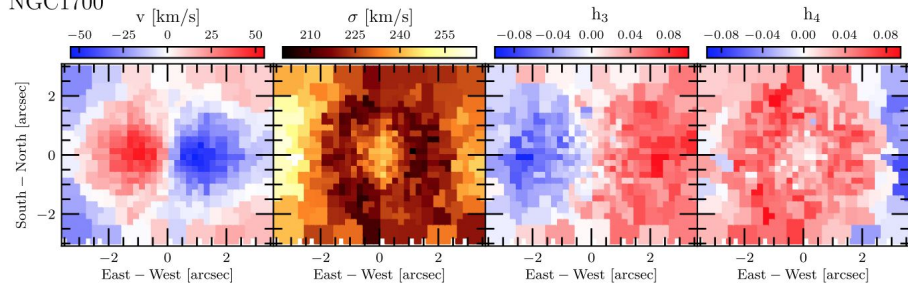 NGC1700
v [km/s]
σ [km/s]
h₃
h₄
−50 −25 0 25 50
210 225 240 255
−0.08 −0.04 0.00 0.04 0.08
−0.08 −0.04 0.00 0.04 0.08
South − North [arcsec]
2
0
−2
−2 0 2
−2 0 2
−2 0 2
−2 0 2
East − West [arcsec]
East − West [arcsec]
East − West [arcsec]
East − West [arcsec]